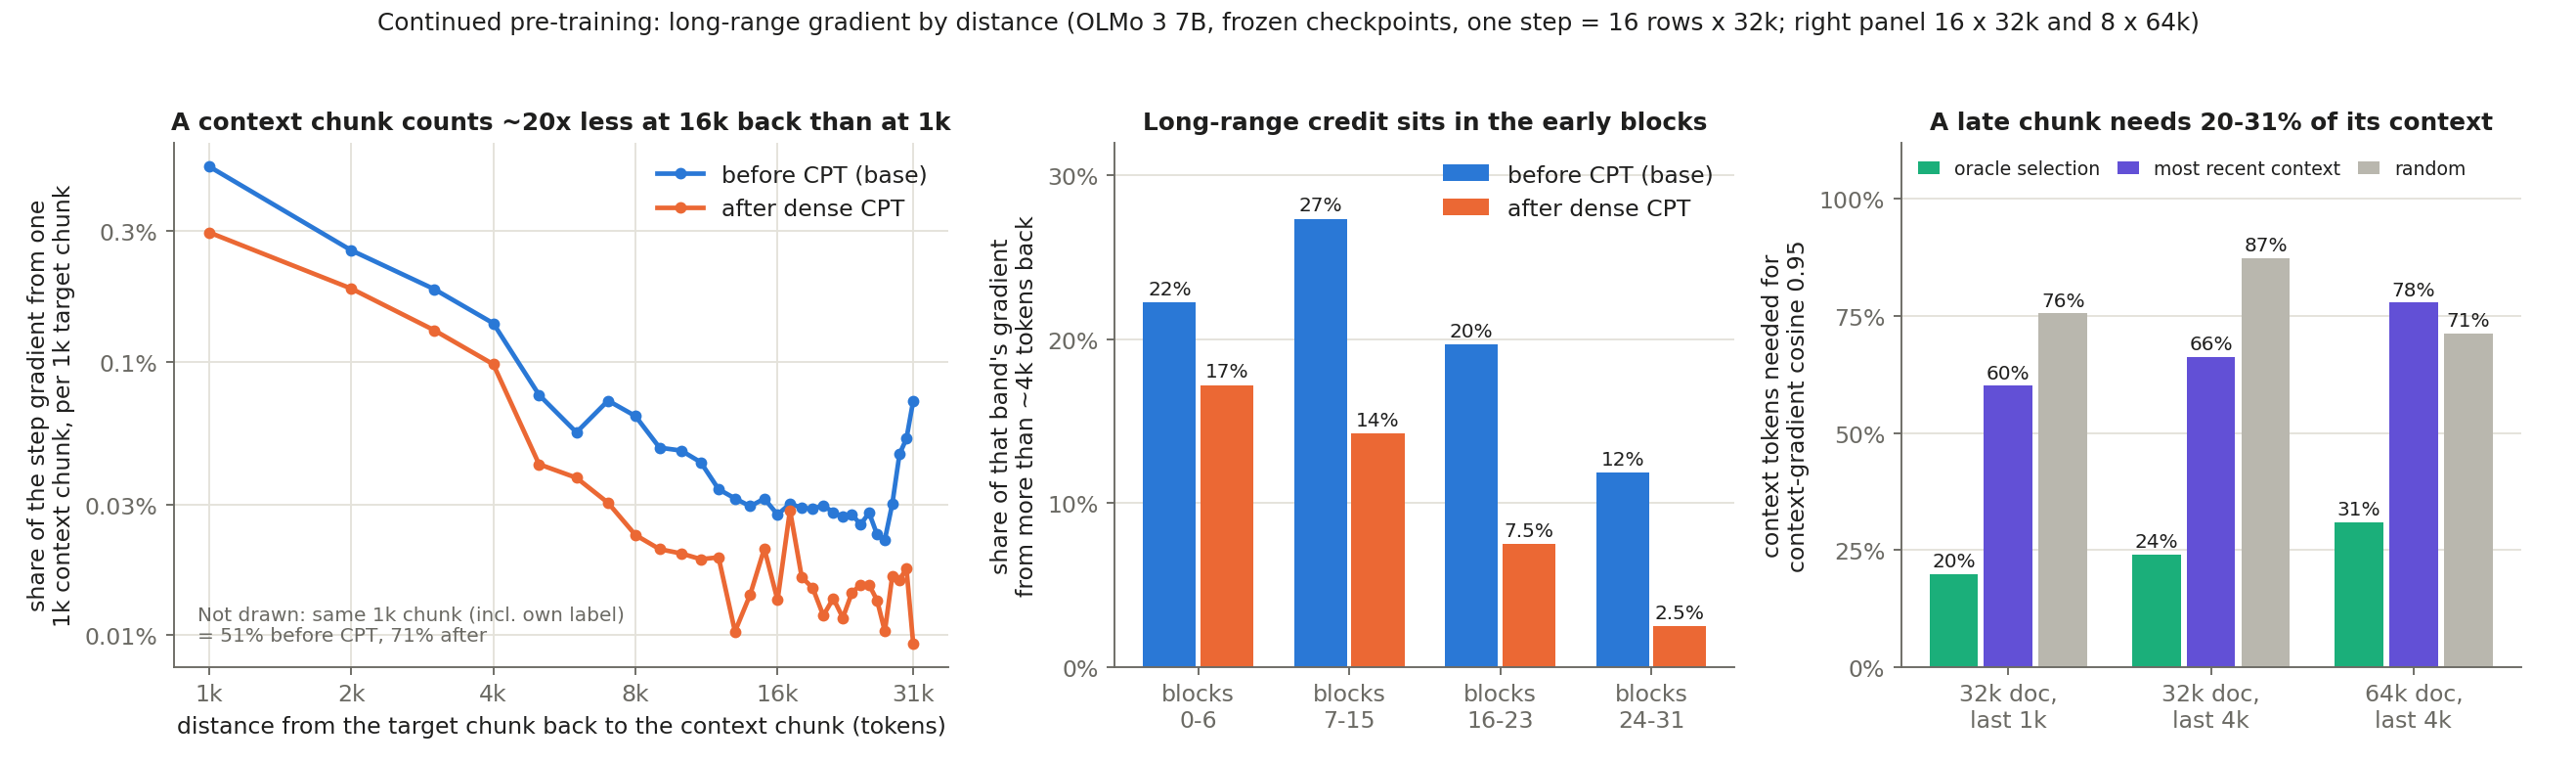 Continued pre-training: long-range gradient by distance (OLMo 3 7B, frozen checkpoints, one step = 16 rows x 32k; right panel 16 x 32k and 8 x 64k)
A context chunk counts ~20x less at 16k back than at 1k
share of the step gradient from one
1k context chunk, per 1k target chunk
0.3%
0.1%
0.03%
0.01%
before CPT (base)
after dense CPT
Not drawn: same 1k chunk (incl. own label)
= 51% before CPT, 71% after
1k
2k
4k
8k
16k
31k
distance from the target chunk back to the context chunk (tokens)
Long-range credit sits in the early blocks
share of that band's gradient
from more than ~4k tokens back
30%
20%
10%
0%
before CPT (base)
after dense CPT
22%
17%
27%
14%
20%
7.5%
12%
2.5%
blocks
0-6
blocks
7-15
blocks
16-23
blocks
24-31
A late chunk needs 20-31% of its context
context tokens needed for
context-gradient cosine 0.95
100%
75%
50%
25%
0%
oracle selection
most recent context
random
20%
60%
76%
24%
66%
87%
31%
78%
71%
32k doc,
last 1k
32k doc,
last 4k
64k doc,
last 4k